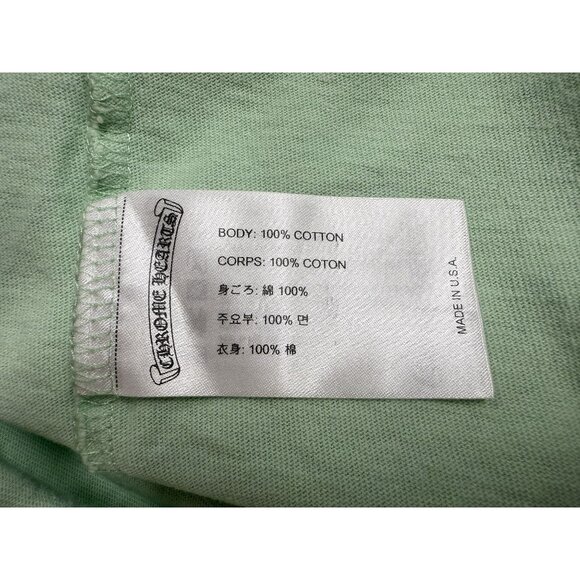 CHROME HEARTS
BODY: 100% COTTON
CORPS: 100% COTON
身ごろ: 綿 100%
주요부: 100% 면
衣身: 100% 棉
MADE IN U.S.A.